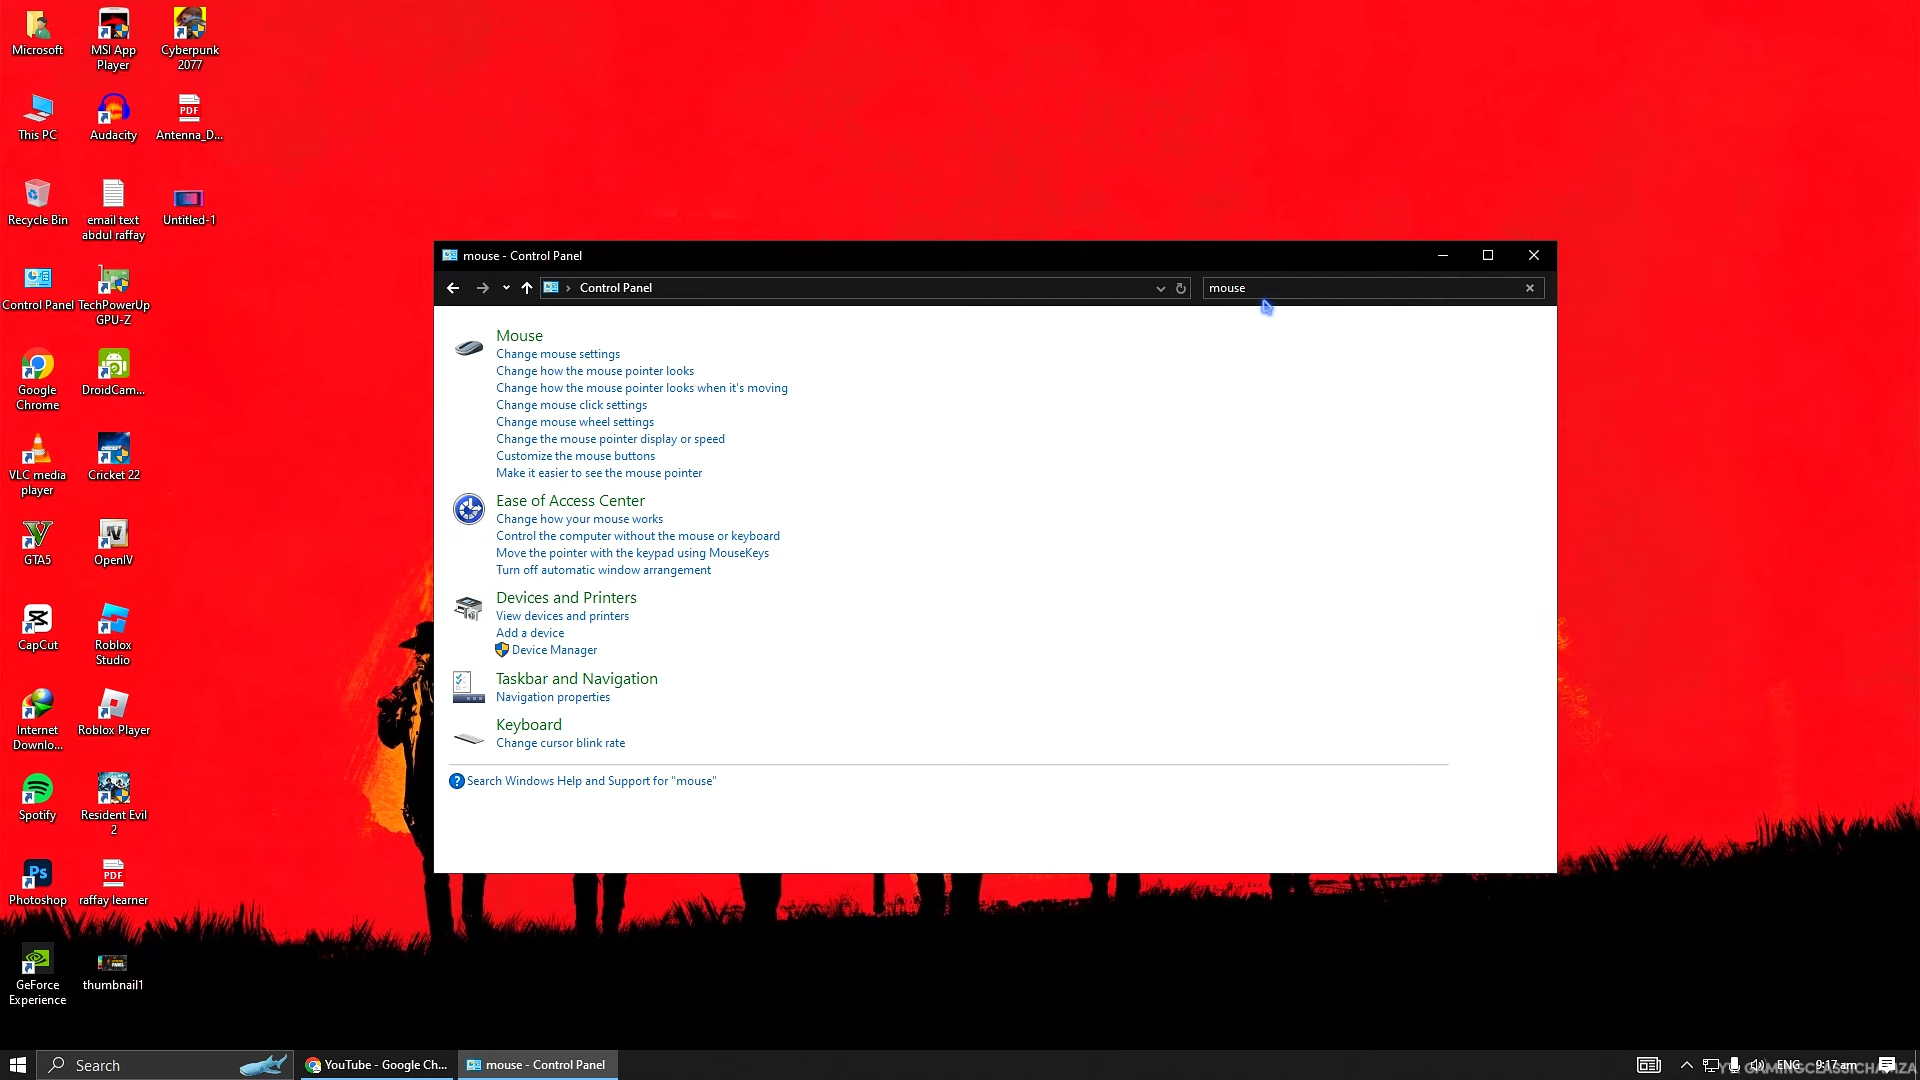 Microsoft
MSI App
Player
Cyberpunk
2077
This PC
Audacity
PDF
Antenna_D...
Recycle Bin
email text
abdul raffay
Untitled-1
Control Panel
TechPowerUp
GPU-Z
Google
Chrome
DroidCam...
VLC media
player
Cricket 22
GTA5
OpenIV
CapCut
Roblox
Studio
Internet
Downlo...
Roblox Player
Spotify
Resident Evil
2
Ps
Photoshop
PDF
raffay learner
GeForce
Experience
thumbnail1
mouse - Control Panel
Control Panel
mouse
Mouse
Change mouse settings
Change how the mouse pointer looks
Change how the mouse pointer looks when it's moving
Change mouse click settings
Change mouse wheel settings
Change the mouse pointer display or speed
Customize the mouse buttons
Make it easier to see the mouse pointer
Ease of Access Center
Change how your mouse works
Control the computer without the mouse or keyboard
Move the pointer with the keypad using MouseKeys
Turn off automatic window arrangement
Devices and Printers
View devices and printers
Add a device
Device Manager
Taskbar and Navigation
Navigation properties
Keyboard
Change cursor blink rate
Search Windows Help and Support for "mouse"
Search
YouTube - Google Ch...
mouse - Control Panel
ENG
9:17 am
GAMINGCLASSICHAMZA